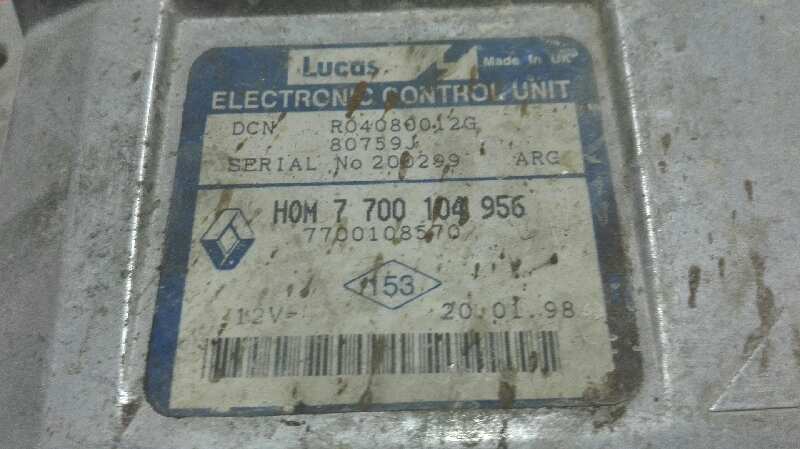 Lucas Made In UK
ELECTRONIC CONTROL UNIT
DCN R04080012G
80759J
SERIAL No 200299 ARG
HOM 7 700 104 956
7700108570
153
12V- 20.01.98